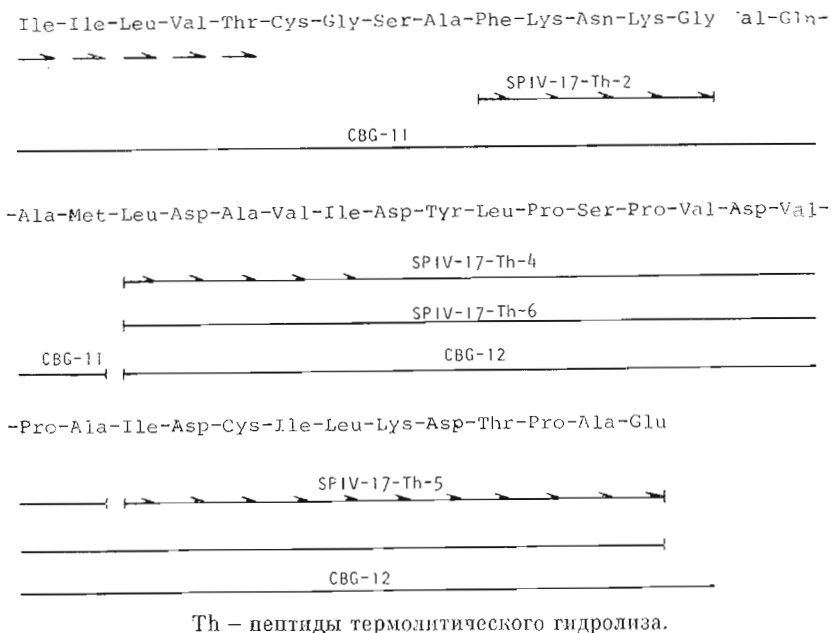 Ile-Ile-Leu-Val-Thr-Cys-Gly-Ser-Ala-Phe-Lys-Asn-Lys-Gly al-Gln-
SPIV-17-Th-2
CBG-11
-Ala-Met-Leu-Asp-Ala-Val-Ile-Asp-Tyr-Leu-Pro-Ser-Pro-Val-Asp-Val-
SPIV-17-Th-4
SPIV-17-Th-6
CBG-11 CBG-12
-Pro-Ala-Ile-Asp-Cys-Ile-Leu-Lys-Asp-Thr-Pro-Ala-Glu
SPIV-17-Th-5
CBG-12
Th – пептиды термолитического гидролиза.